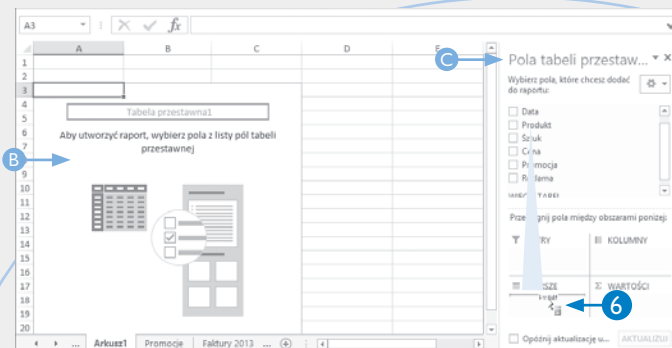 A3
fx
A B C D E
1
2
3
4
5
6
7
8
9
10
11
12
13
14
15
16
17
18
19
20
Tabela przestawna1
Aby utworzyć raport, wybierz pola z listy pól tabeli
przestawnej
B
C
Pola tabeli przestaw...
Wybierz pola, które chcesz dodać
do raportu:
Data
Produkt
Sztuk
Cena
Promocja
Reklama
Przeciągnij pola między obszarami poniżej:
KOLUMNY
Σ WARTOŚCI
6
Opóźnij aktualizację u... AKTUALIZUJ
... Arkusz1 Promocje Faktury 2013 ...